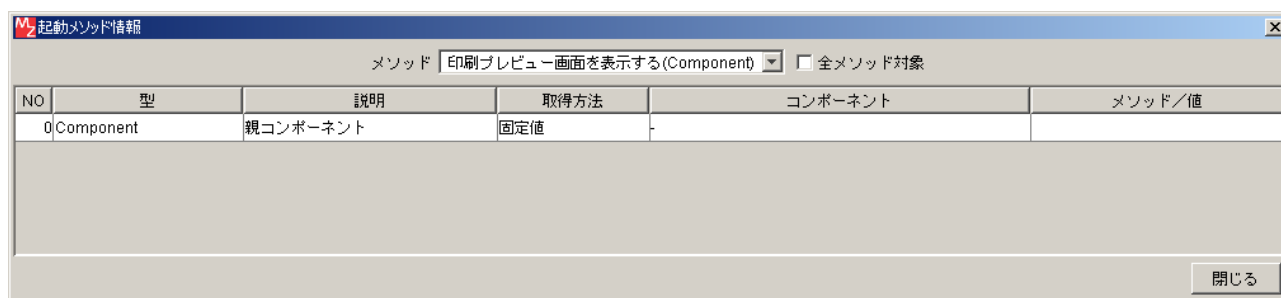 MZ 起動メソッド情報
メソッド 印刷プレビュー画面を表示する(Component) 全メソッド対象
NO 型 説明 取得方法 コンポーネント メソッド／値
0 Component 親コンポーネント 固定値 -
閉じる